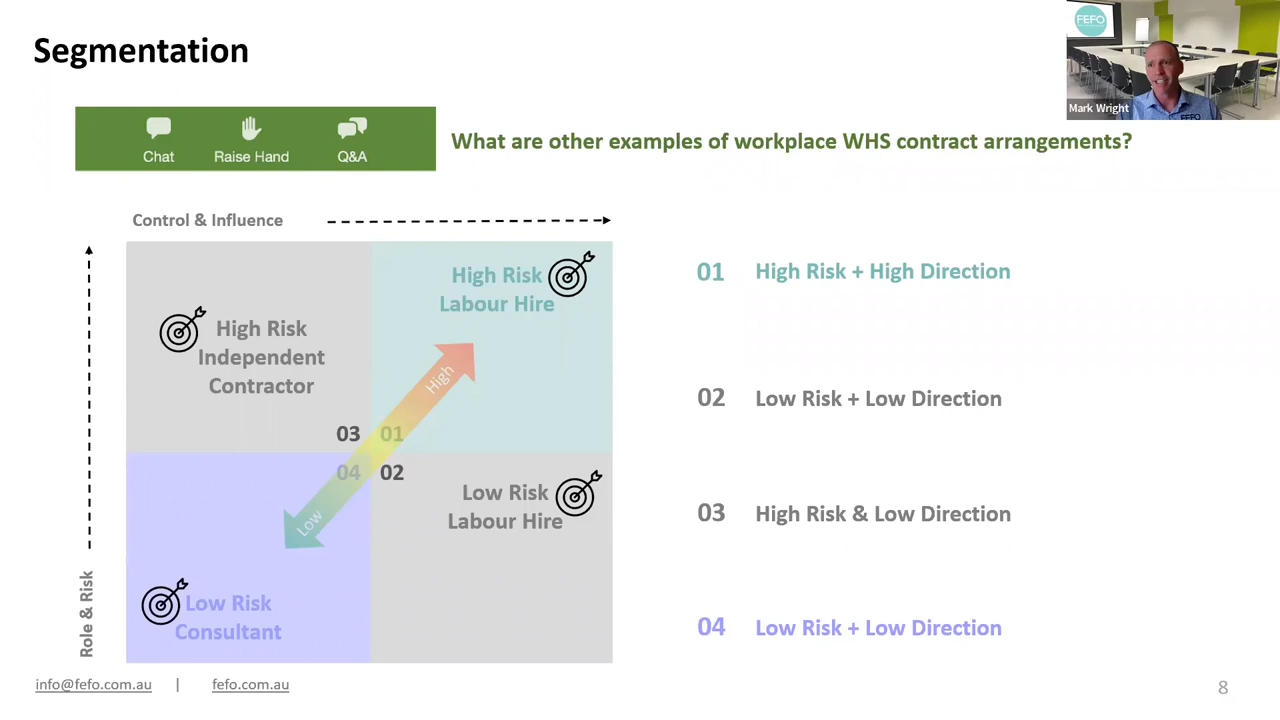 Segmentation
FEFO
Mark Wright
FEFO
Chat
Raise Hand
Q&A
What are other examples of workplace WHS contract arrangements?
Control & Influence
Role & Risk
High Risk
Labour Hire
High Risk
Independent
Contractor
High
03
01
04
02
Low
Low Risk
Labour Hire
Low Risk
Consultant
01
High Risk + High Direction
02
Low Risk + Low Direction
03
High Risk & Low Direction
04
Low Risk + Low Direction
info@fefo.com.au | fefo.com.au
8